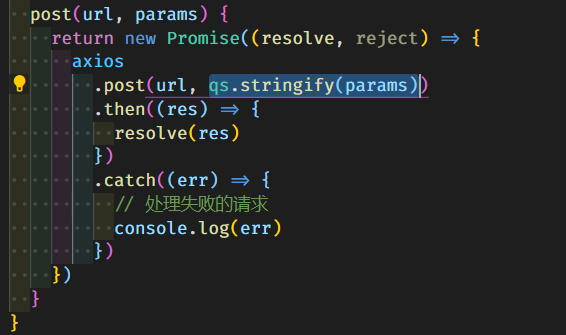 post(url, params) {
return new Promise((resolve, reject) => {
axios
.post(url, qs.stringify(params))
.then((res) => {
resolve(res)
})
.catch((err) => {
// 处理失败的请求
console.log(err)
})
})
}
}